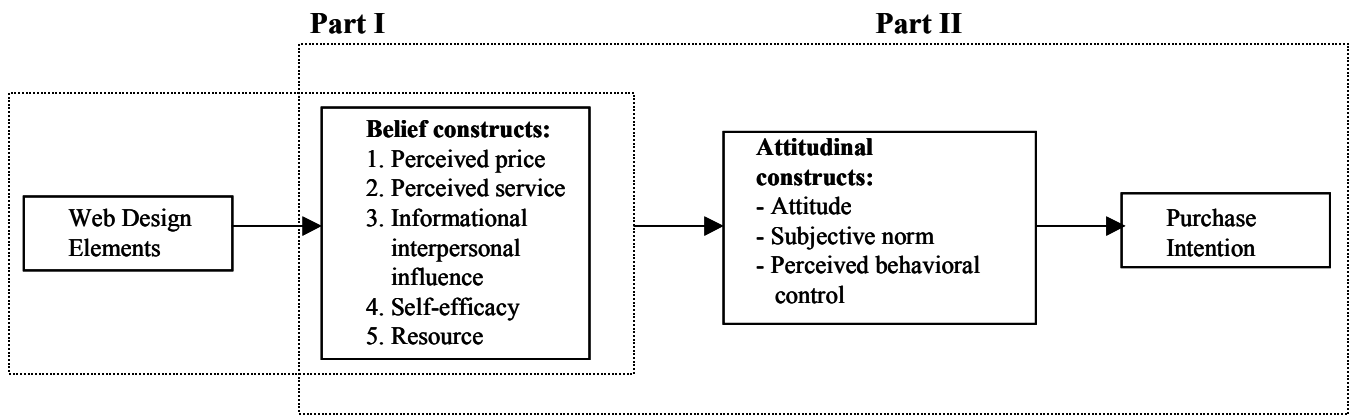 Part I
Part II
Web Design
Elements
Belief constructs:
1. Perceived price
2. Perceived service
3. Informational
interpersonal
influence
4. Self-efficacy
5. Resource
Attitudinal
constructs:
- Attitude
- Subjective norm
- Perceived behavioral
control
Purchase
Intention